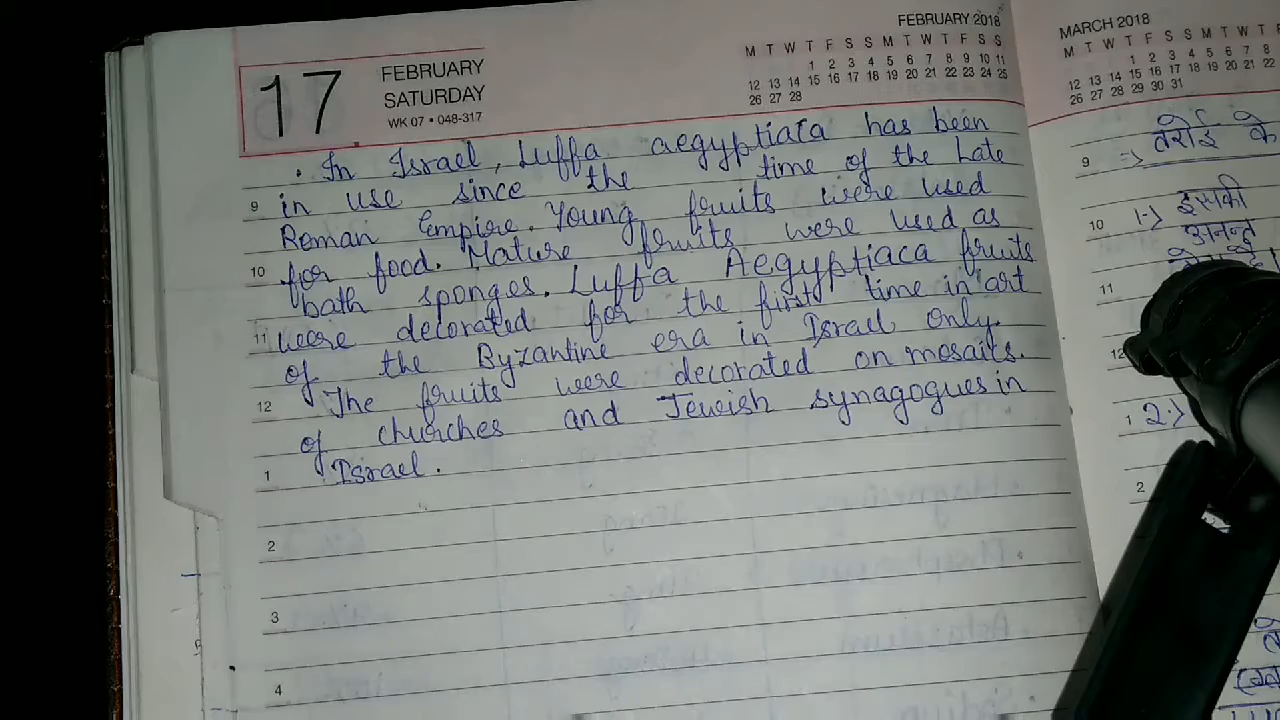 17
FEBRUARY
SATURDAY
WK 07 • 048-317
FEBRUARY 2018
M T W T F S S M T W T F S S
1 2 3 4 5 6 7 8 9 10 11
12 13 14 15 16 17 18 19 20 21 22 23 24 25
26 27 28
• In Israel, Luffa aegyptiaca has been
9 in use since the time of the Late
Roman Empire. Young fruits were used
10 for food. Mature fruits were used as
bath sponges. Luffa Aegyptiaca fruits
11 were decorated for the first time in art
of the Byzantine era in Israel only.
12 The fruits were decorated on mosaics.
of churches and Jewish synagogues in
1 Israel.
2
3
4
MARCH 2018
M T W T F S S M T W T F
1 2 3 4 5 6 7 8
12 13 14 15 16 17 18 19 20 21 22
26 27 28 29 30 31
9 => तरोई के
10 1-> इसकी
11
12
1 2->
2